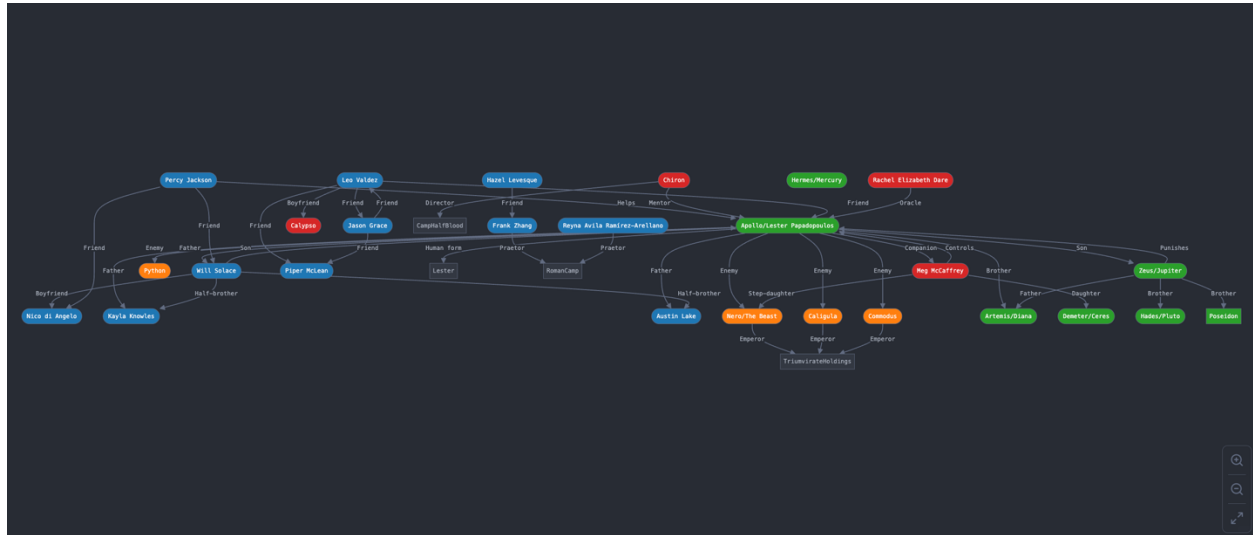 Percy Jackson
Leo Valdez
Hazel Levesque
Chiron
Hermes/Mercury
Rachel Elizabeth Dare
Boyfriend
Friend
Friend
Director
Friend
Helps
Mentor
Friend
Oracle
Friend
Friend
Calypso
Jason Grace
CampHalfBlood
Frank Zhang
Reyna Avila Ramirez-Arellano
Apollo/Lester Papadopoulos
Friend
Enemy
Father
Son
Friend
Human form
Praetor
Praetor
Companion
Controls
Son
Punishes
Father
Python
Will Solace
Piper McLean
Lester
RomanCamp
Father
Enemy
Enemy
Enemy
Meg McCaffrey
Brother
Zeus/Jupiter
Boyfriend
Half-brother
Half-brother
Step-daughter
Father
Daughter
Brother
Brother
Nico di Angelo
Kayla Knowles
Austin Lake
Nero/The Beast
Caligula
Commodus
Artemis/Diana
Demeter/Ceres
Hades/Pluto
Poseidon
Emperor
Emperor
Emperor
TriumvirateHoldings